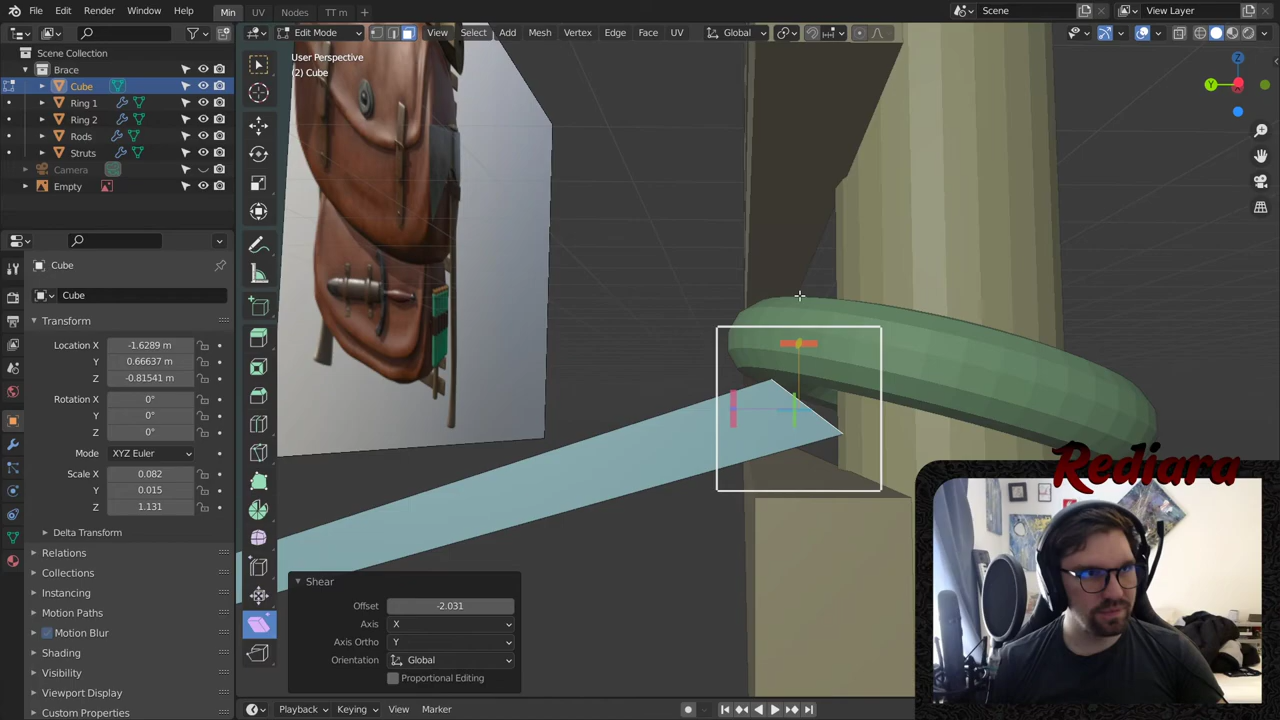 File Edit Render Window Help
Min UV Nodes TT m
Scene
View Layer
Edit Mode
View Select Add Mesh Vertex Edge Face UV
Global
Scene Collection
Brace
Cube
Ring 1
Ring 2
Rods
Struts
Camera
Empty
User Perspective
(2) Cube
Z
Y
Cube
Cube
Transform
Location X -1.6289 m
Y 0.66637 m
Z -0.81541 m
Rotation X 0°
Y 0°
Z 0°
Mode XYZ Euler
Scale X 0.082
Y 0.015
Z 1.131
Delta Transform
Relations
Collections
Instancing
Motion Paths
Motion Blur
Shading
Visibility
Viewport Display
Custom Properties
Shear
Offset -2.031
Axis X
Axis Ortho Y
Orientation Global
Proportional Editing
Rediara
Playback Keying View Marker